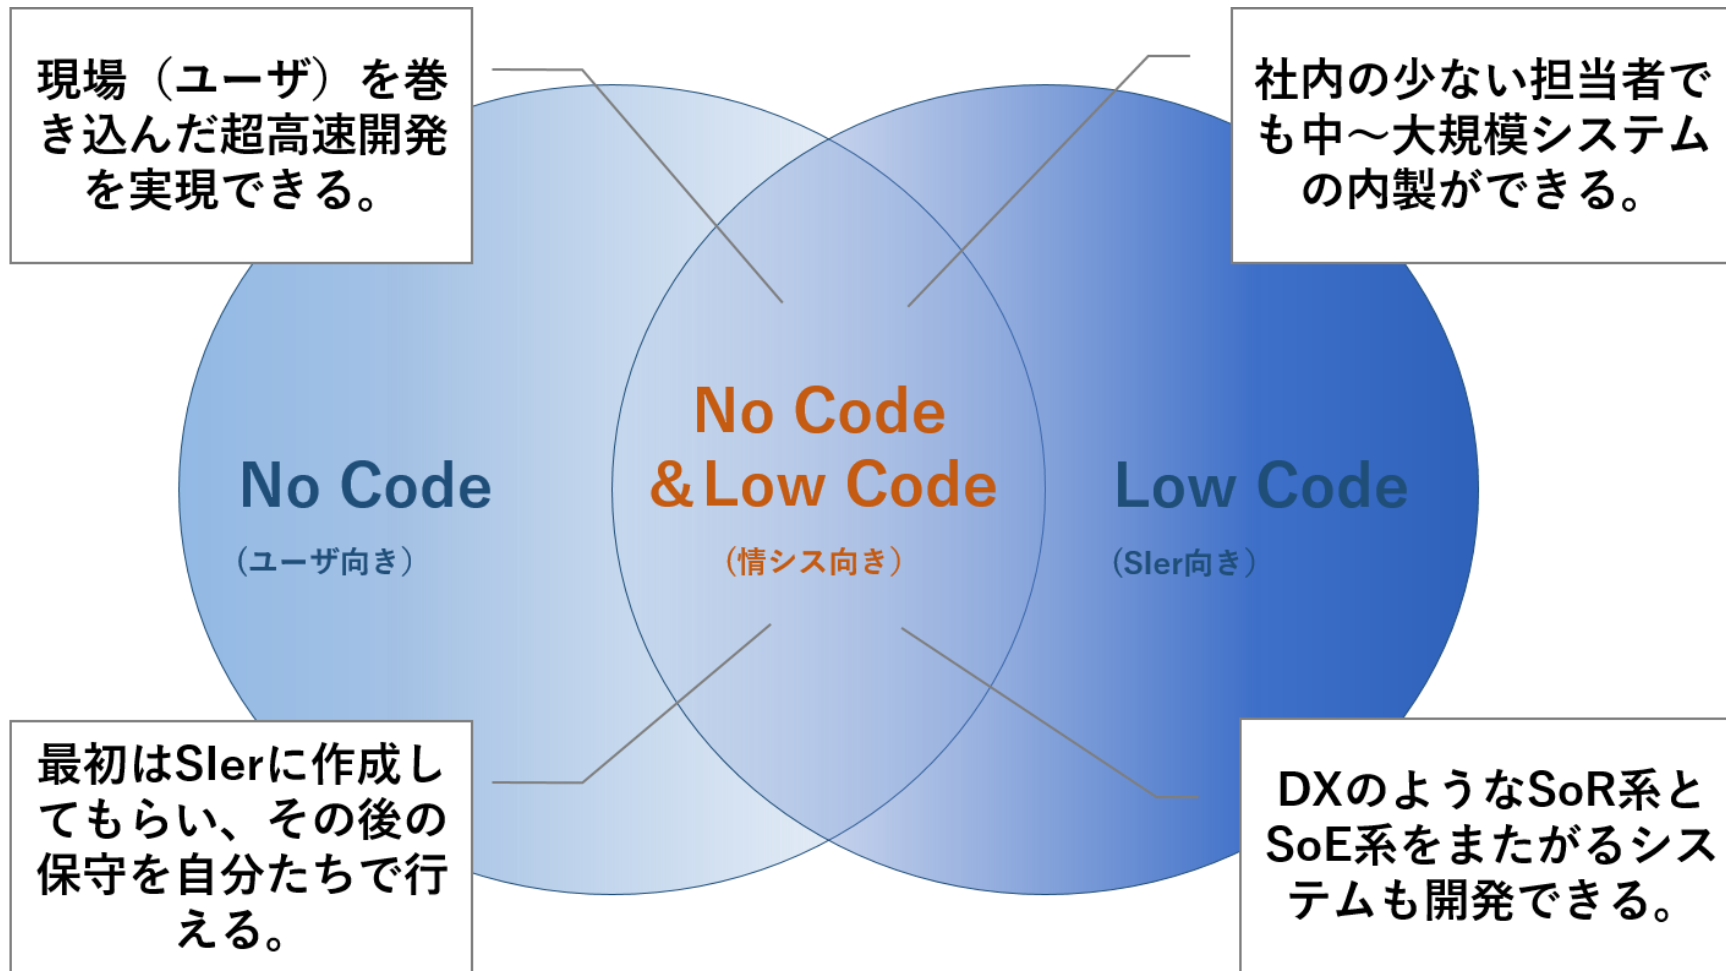 現場（ユーザ）を巻
き込んだ超高速開発
を実現できる。
社内の少ない担当者で
も中～大規模システム
の内製ができる。
No Code
（ユーザ向き）
No Code
＆Low Code
（情シス向き）
Low Code
（SIer向き）
最初はSIerに作成し
てもらい、その後の
保守を自分たちで行
える。
DXのようなSoR系と
SoE系をまたがるシス
テムも開発できる。